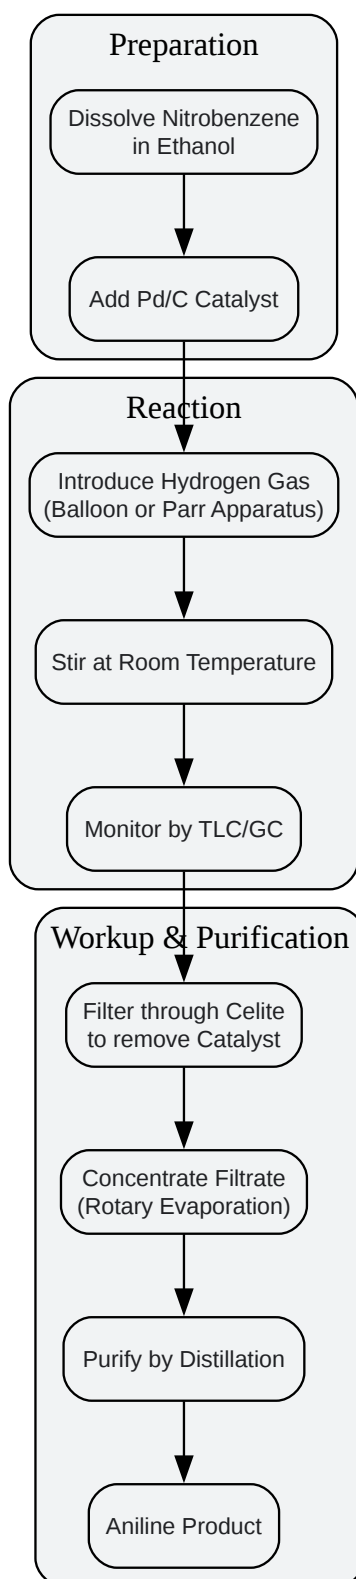 Preparation
Dissolve Nitrobenzene
in Ethanol
Add Pd/C Catalyst
Reaction
Introduce Hydrogen Gas
(Balloon or Parr Apparatus)
Stir at Room Temperature
Monitor by TLC/GC
Workup & Purification
Filter through Celite
to remove Catalyst
Concentrate Filtrate
(Rotary Evaporation)
Purify by Distillation
Aniline Product